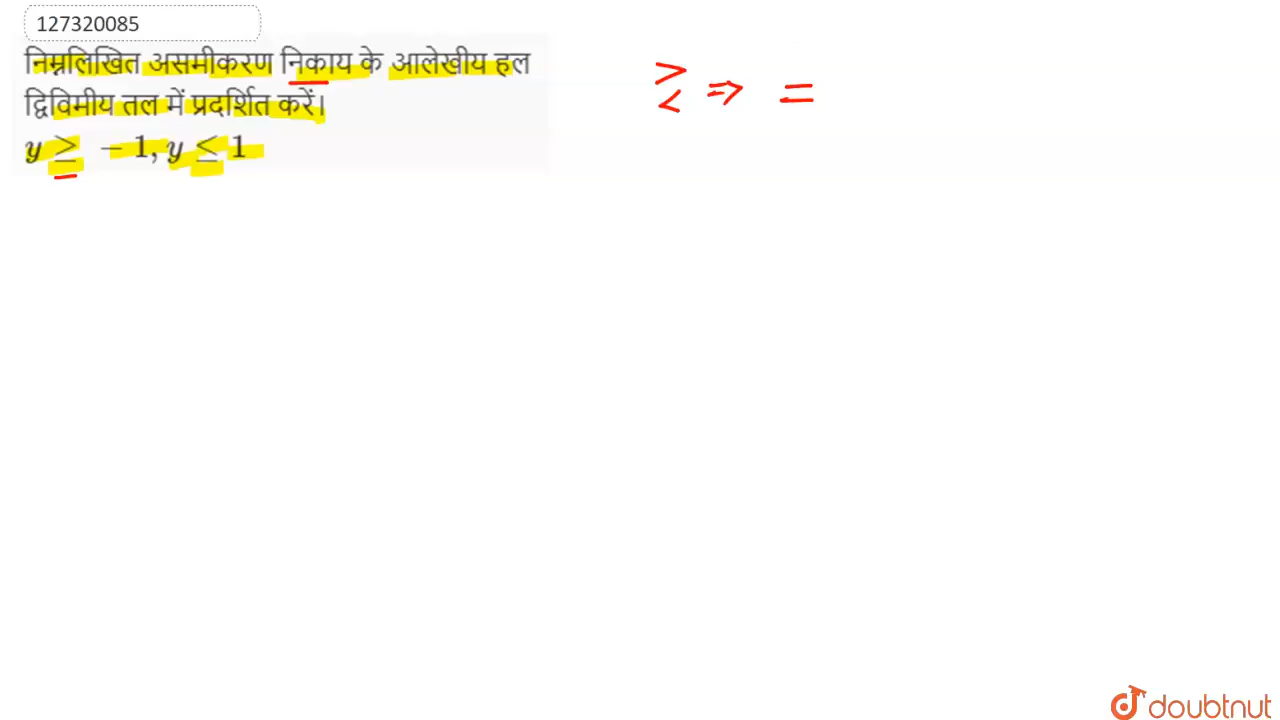 127320085
निम्नलिखित असमीकरण निकाय के आलेखीय हल
द्विविमीय तल में प्रदर्शित करें।
y ≥ −1, y ≤ 1
> < ⇒ =
doubtnut